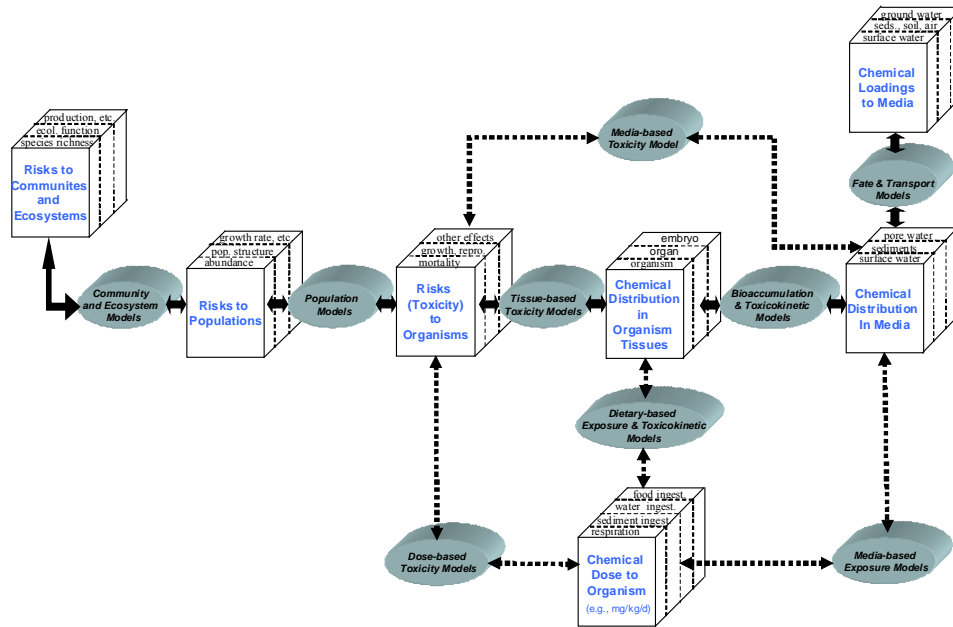 ground water
seds., soil, air
surface water
Chemical
Loadings
to Media
production, etc.
ecol. function
species richness
Risks to
Communites
and
Ecosystems
Media-based
Toxicity Model
Fate & Transport
Models
growth rate, etc
pop. structure
abundance
Risks to
Populations
other effects
growth, repro.
mortality
Risks
(Toxicity)
to
Organisms
embryo
organ
organism
Chemical
Distribution
in
Organism
Tissues
pore water
sediments
surface water
Chemical
Distribution
In Media
Community
and Ecosystem
Models
Population
Models
Tissue-based
Toxicity Models
Bioaccumulation
& Toxicokinetic
Models
Dietary-based
Exposure & Toxicokinetic
Models
food ingest.
water ingest.
sediment ingest.
respiration
Chemical
Dose to
Organism
(e.g., mg/kg/d)
Dose-based
Toxicity Models
Media-based
Exposure Models